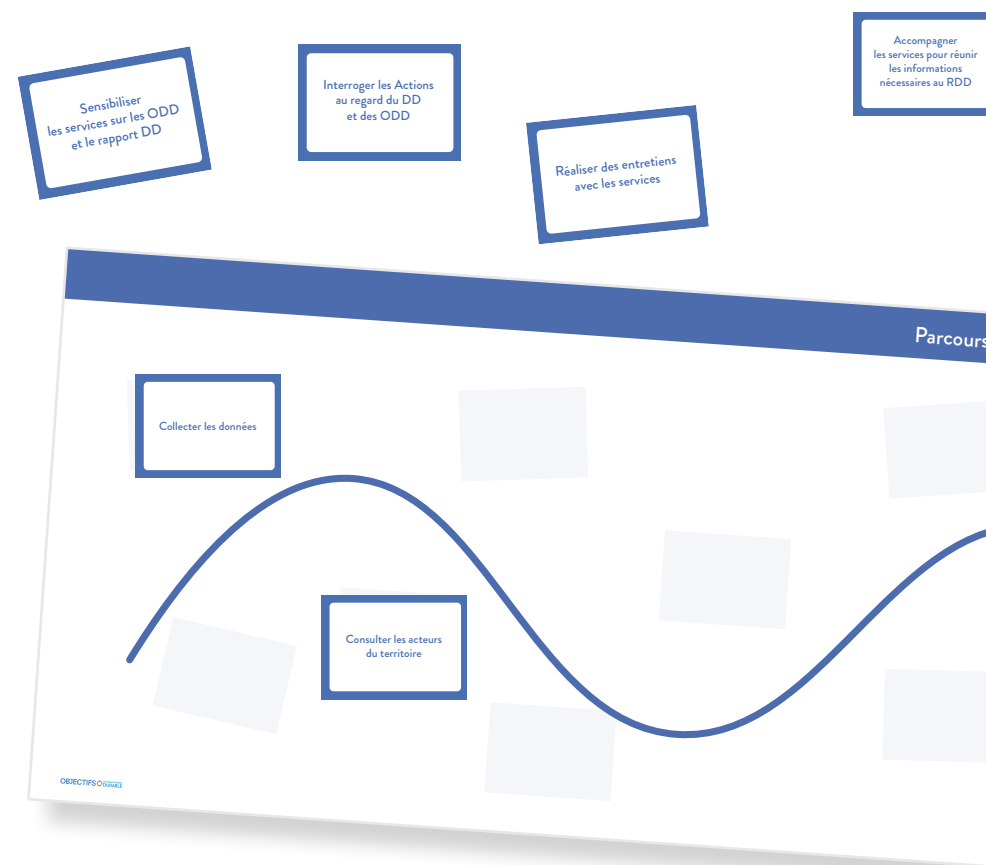 Accompagner
les services pour réunir
les informations
nécessaires au RDD
Sensibiliser
les services sur les ODD
et le rapport DD
Interroger les Actions
au regard du DD
et des ODD
Réaliser des entretiens
avec les services
Parcours
Collecter les données
Consulter les acteurs
du territoire
OBJECTIFS
DURABLE